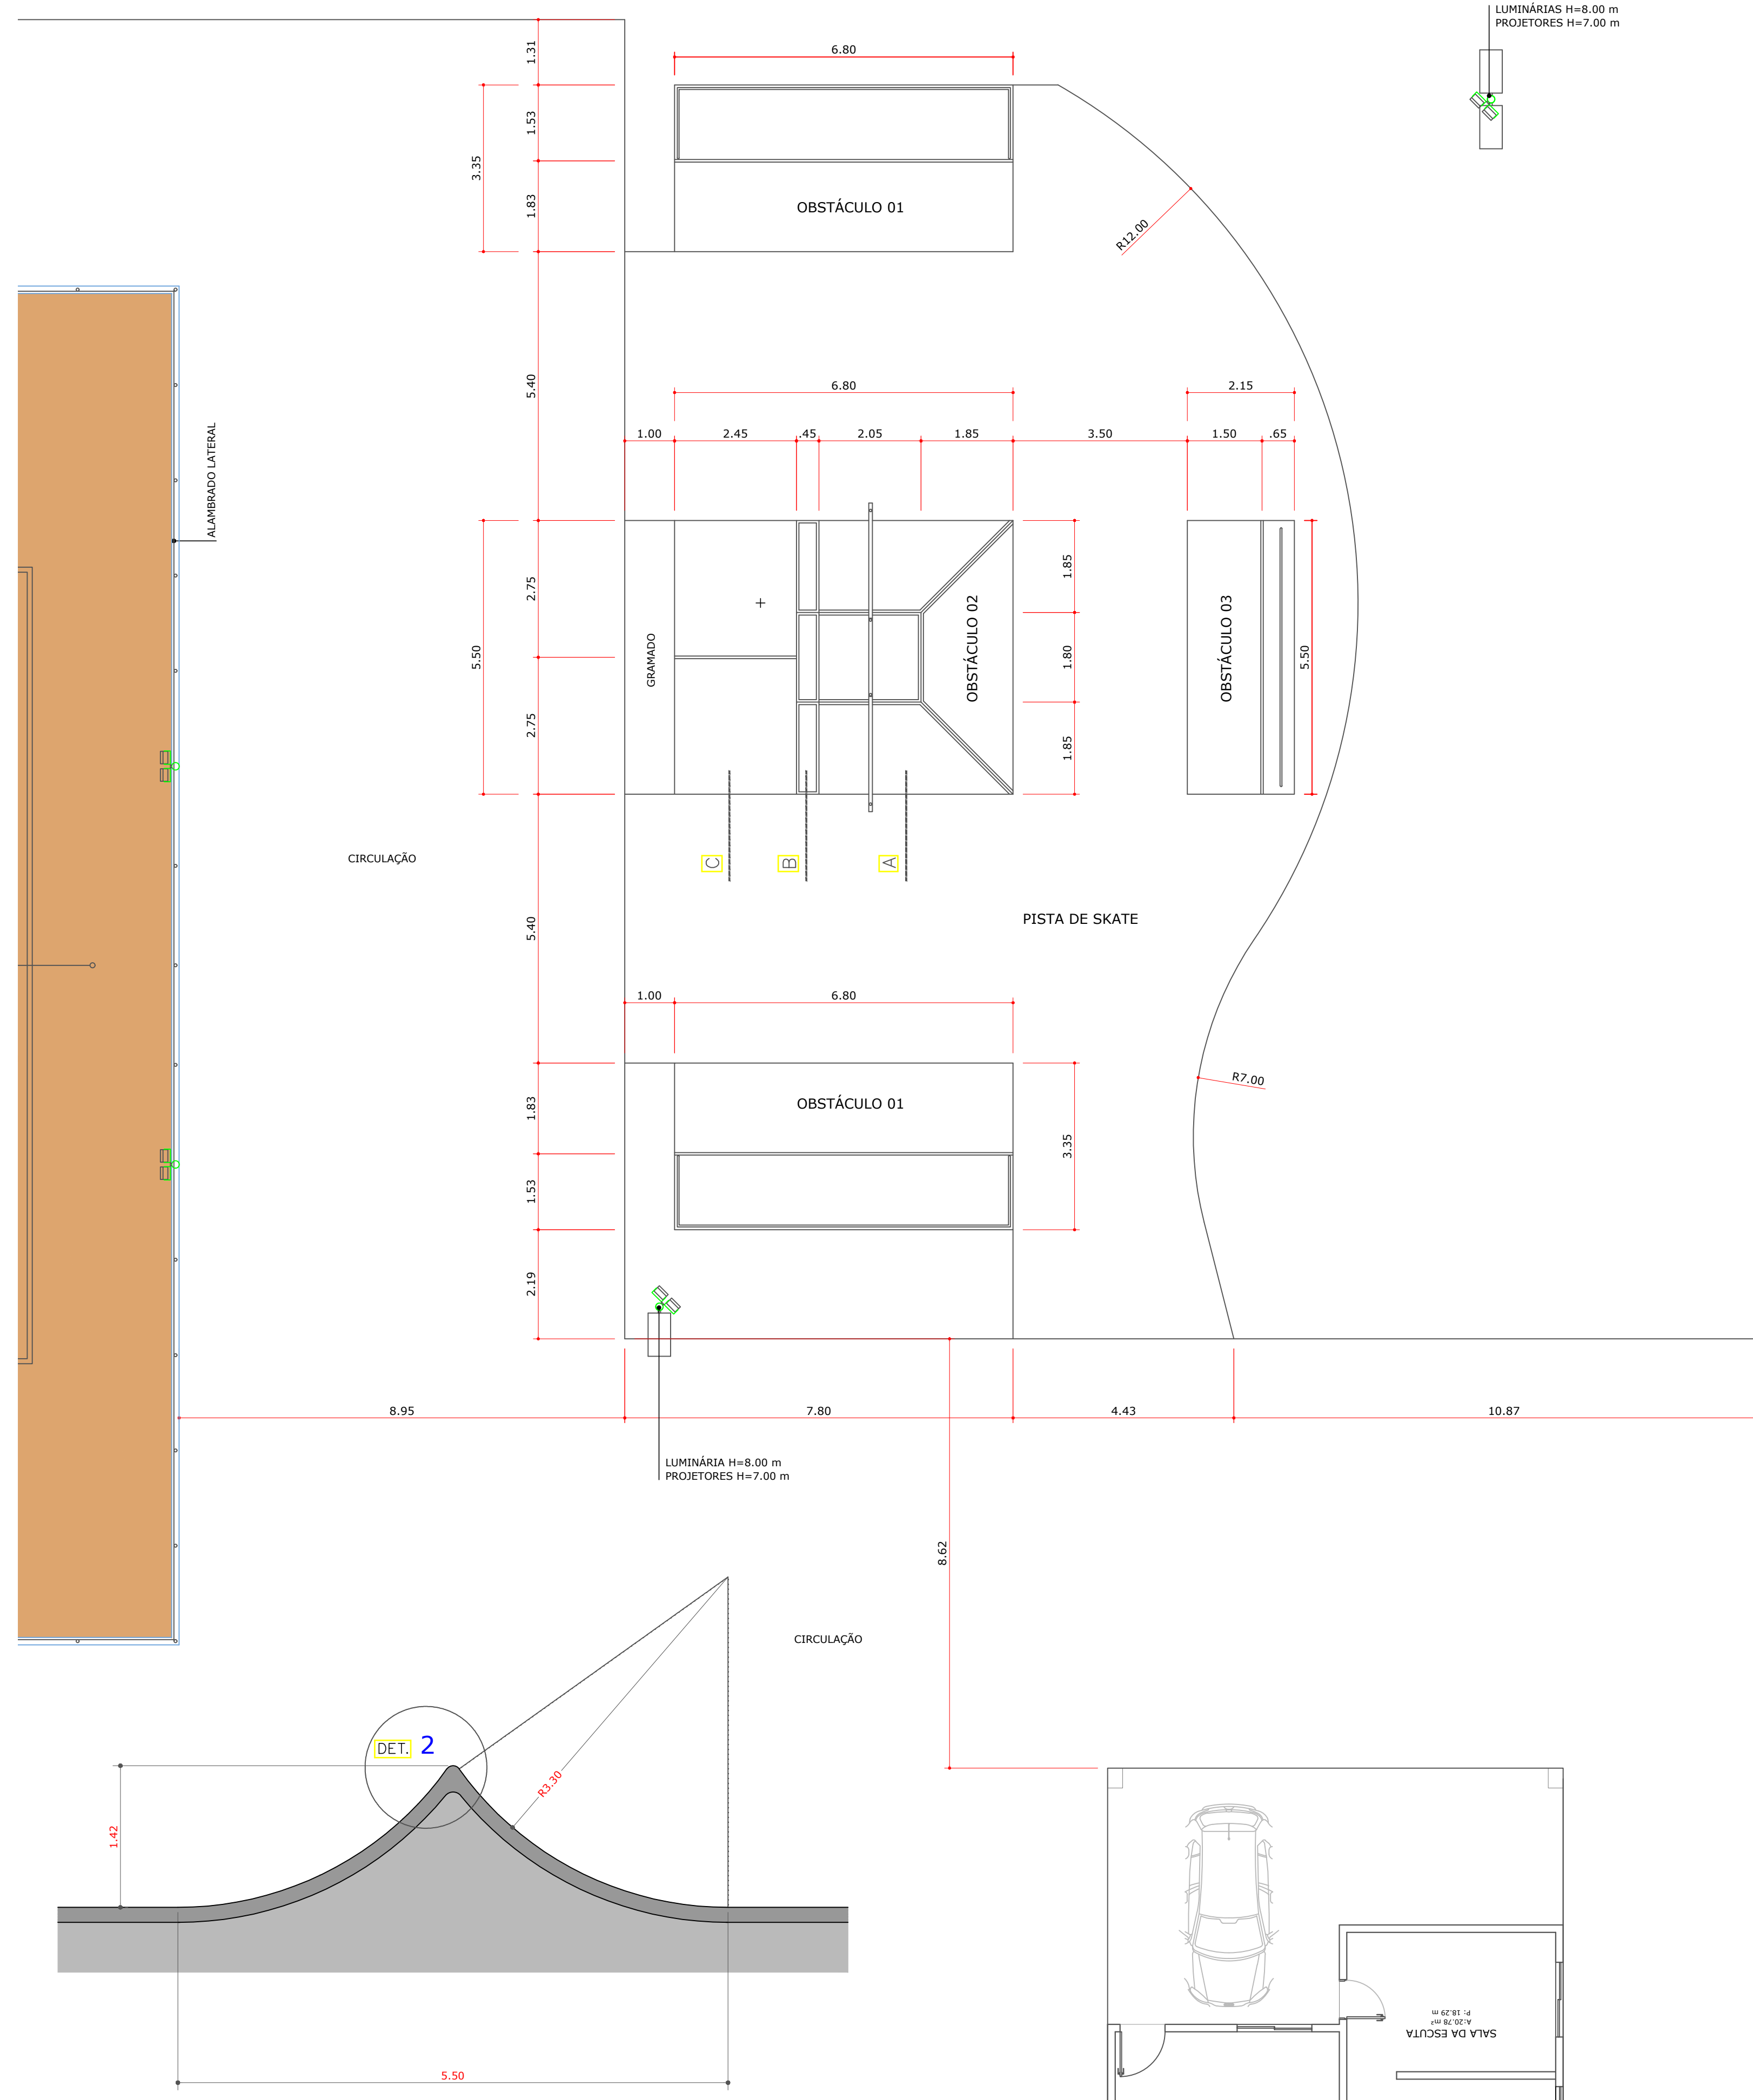 LUMINÁRIAS H=8.00 m
PROJETORES H=7.00 m
6.80
1.31
1.53
3.35
1.83
OBSTÁCULO 01
R12.00
5.40
6.80
2.15
1.00
2.45
.45
2.05
1.85
3.50
1.50
.65
ALAMBRADO LATERAL
2.75
5.50
2.75
GRAMADO
OBSTÁCULO 02
1.85
1.80
1.85
OBSTÁCULO 03
5.50
C
B
A
CIRCULAÇÃO
PISTA DE SKATE
5.40
1.00
6.80
R7.00
OBSTÁCULO 01
1.83
3.35
1.53
2.19
8.95
7.80
4.43
10.87
LUMINÁRIA H=8.00 m
PROJETORES H=7.00 m
8.62
CIRCULAÇÃO
DET. 2
R3.30
1.42
5.50
SALA DA ESCUTA
A:20.78 m²
P: 18.29 m